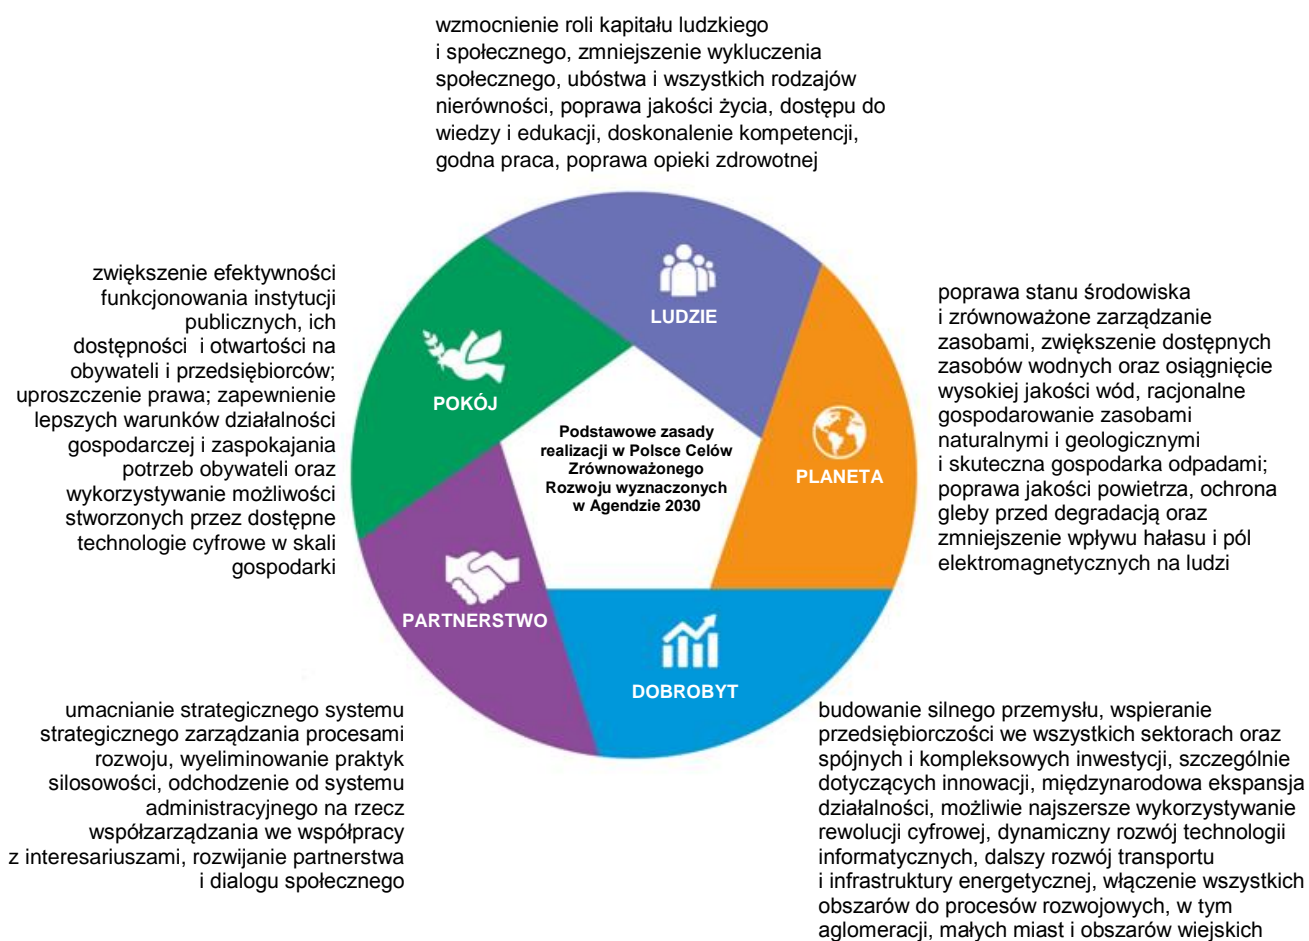 wzmocnienie roli kapitału ludzkiego
i społecznego, zmniejszenie wykluczenia
społecznego, ubóstwa i wszystkich rodzajów
nierówności, poprawa jakości życia, dostępu do
wiedzy i edukacji, doskonalenie kompetencji,
godna praca, poprawa opieki zdrowotnej
LUDZIE
zwiększenie efektywności
funkcjonowania instytucji
publicznych, ich
dostępności i otwartości na
obywateli i przedsiębiorców;
uproszczenie prawa; zapewnienie
lepszych warunków działalności
gospodarczej i zaspokajania
potrzeb obywateli oraz
wykorzystywanie możliwości
stworzonych przez dostępne
technologie cyfrowe w skali
gospodarki
POKÓJ
Podstawowe zasady
realizacji w Polsce Celów
Zrównoważonego
Rozwoju wyznaczonych
w Agendzie 2030
PLANETA
poprawa stanu środowiska
i zrównoważone zarządzanie
zasobami, zwiększenie dostępnych
zasobów wodnych oraz osiągnięcie
wysokiej jakości wód, racjonalne
gospodarowanie zasobami
naturalnymi i geologicznymi
i skuteczna gospodarka odpadami;
poprawa jakości powietrza, ochrona
gleby przed degradacją oraz
zmniejszenie wpływu hałasu i pól
elektromagnetycznych na ludzi
PARTNERSTWO
DOBROBYT
umacnianie strategicznego systemu
strategicznego zarządzania procesami
rozwoju, wyeliminowanie praktyk
silosowości, odchodzenie od systemu
administracyjnego na rzecz
współzarządzania we współpracy
z interesariuszami, rozwijanie partnerstwa
i dialogu społecznego
budowanie silnego przemysłu, wspieranie
przedsiębiorczości we wszystkich sektorach oraz
spójnych i kompleksowych inwestycji, szczególnie
dotyczących innowacji, międzynarodowa ekspansja
działalności, możliwie najszersze wykorzystywanie
rewolucji cyfrowej, dynamiczny rozwój technologii
informatycznych, dalszy rozwój transportu
i infrastruktury energetycznej, włączenie wszystkich
obszarów do procesów rozwojowych, w tym
aglomeracji, małych miast i obszarów wiejskich